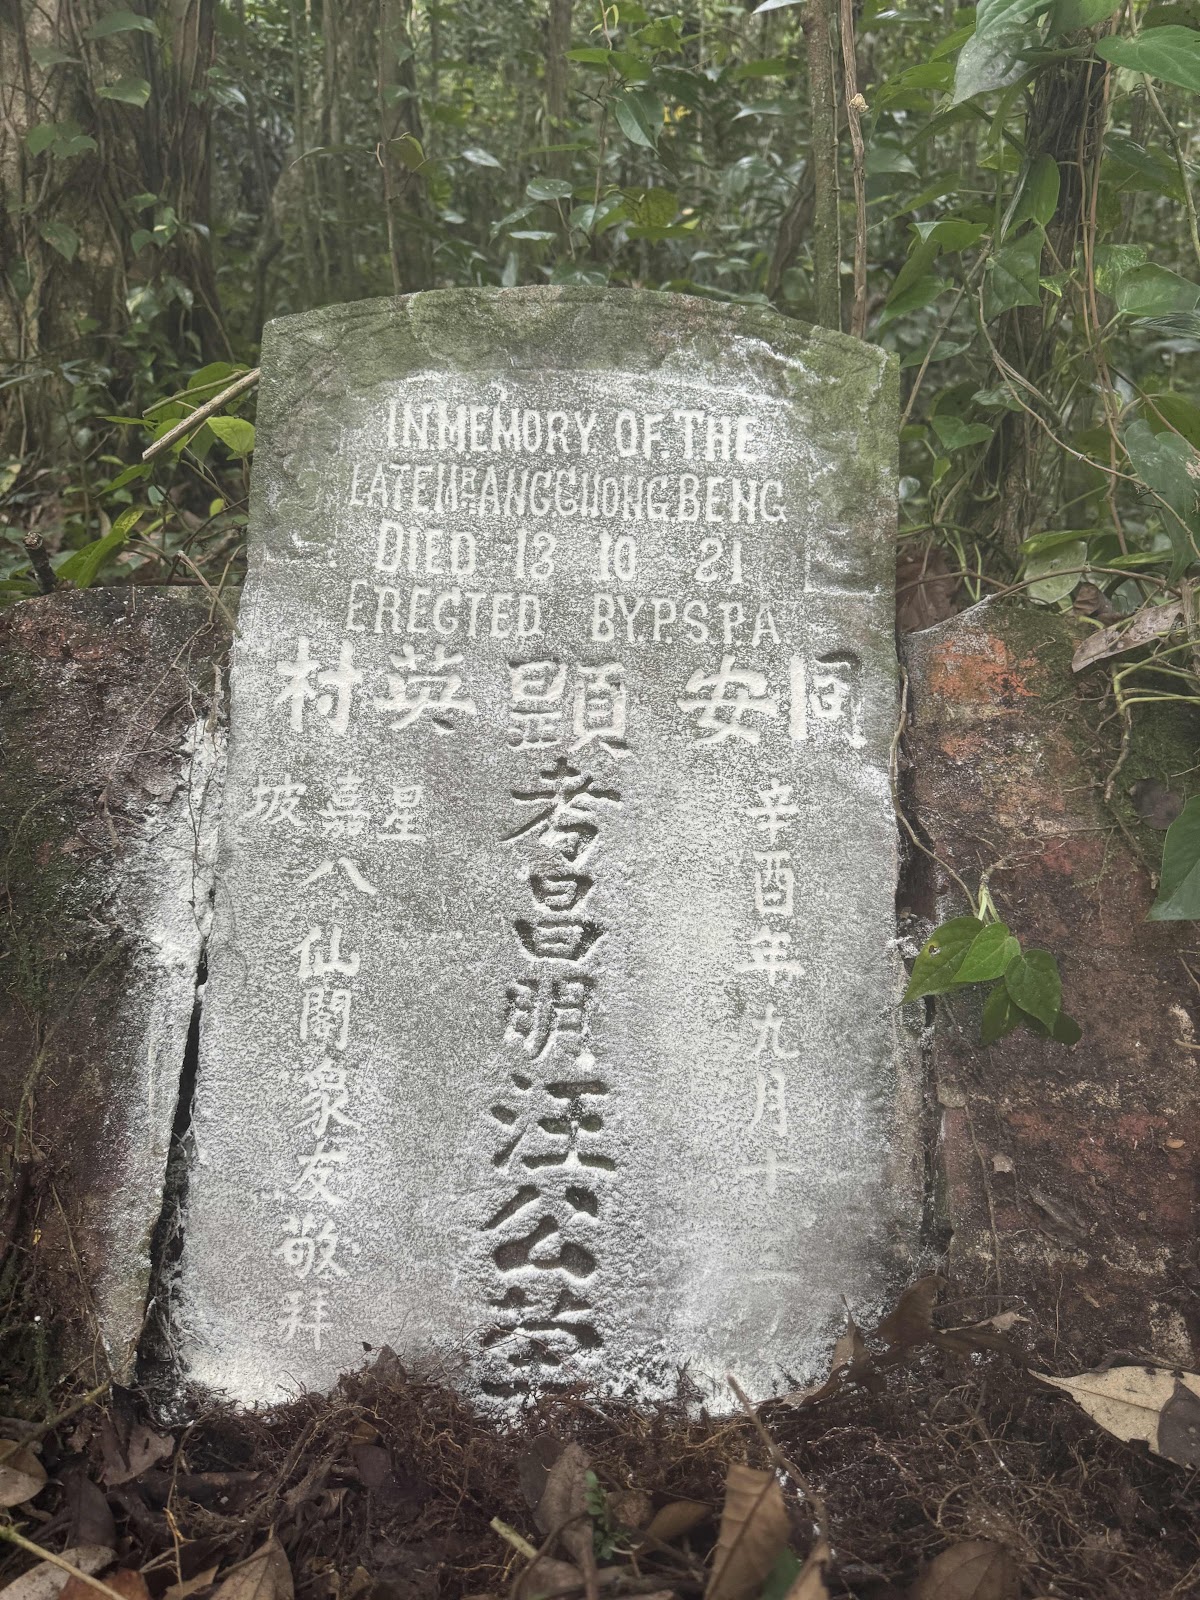 IN MEMORY OF THE
LATE MR ANG CHONG BENG
DIED 13 10 21
ERECTED BY P.S.P.A
同安
英村
辛酉年九月十三
顯考昌明汪公
星嘉坡
八仙閣衆友敬拜